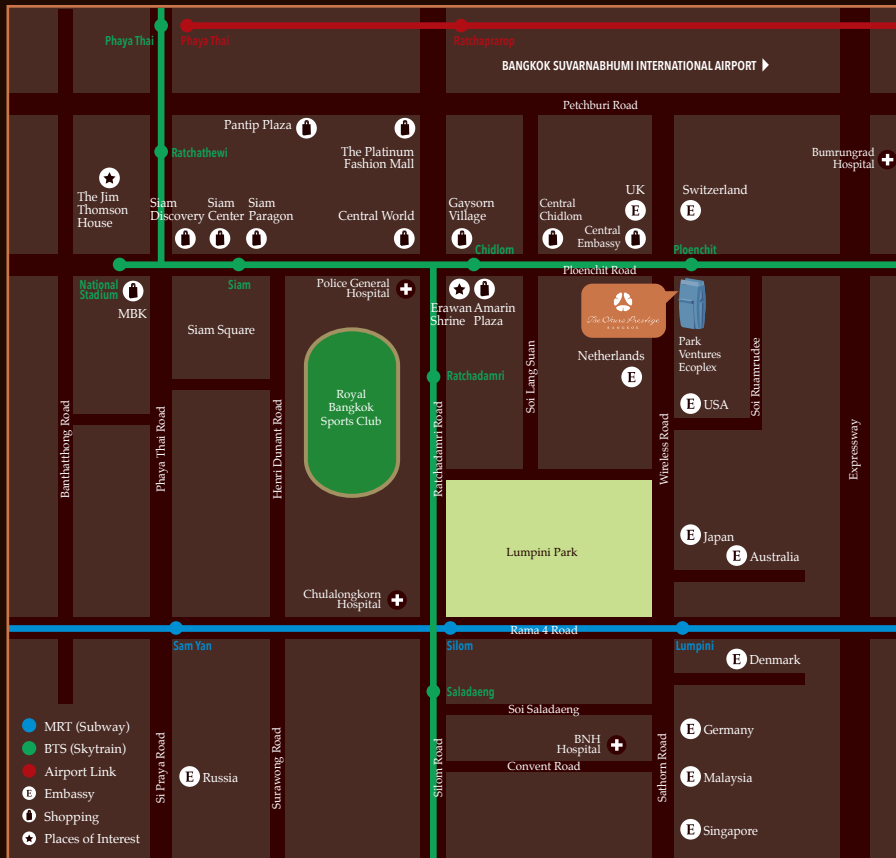 Phaya Thai
Phaya Thai
Ratchaprarop
BANGKOK SUVARNABHUMI INTERNATIONAL AIRPORT
Petchburi Road
Pantip Plaza
The Platinum
Fashion Mall
Ratchathewi
Bumrungrad
Hospital
The Jim
Thomson
House
Siam
Discovery
Siam
Center
Siam
Paragon
Central World
Gaysorn
Village
Central
Chidlom
UK
E
Central
Embassy
Switzerland
E
Chidlom
Ploenchit
Ploenchit Road
National
Stadium
MBK
Siam
Siam Square
Police General
Hospital
Erawan
Shrine
Amarin
Plaza
The Okura Prestige
BANGKOK
Park
Ventures
Ecoplex
Netherlands
E
E USA
Ratchadamri
Royal
Bangkok
Sports Club
Banthatthong Road
Phaya Thai Road
Henri Dunant Road
Ratchadamri Road
Soi Lang Suan
Wireless Road
Soi Ruamrudee
Expressway
Lumpini Park
E Japan
E Australia
Chulalongkorn
Hospital
Rama 4 Road
Sam Yan
Silom
Lumpini
E Denmark
Saladaeng
Soi Saladaeng
BNH
Hospital
Convent Road
E Germany
E Malaysia
E Singapore
E Russia
Si Praya Road
Surawong Road
Silom Road
Sathorn Road
MRT (Subway)
BTS (Skytrain)
Airport Link
E Embassy
Shopping
Places of Interest